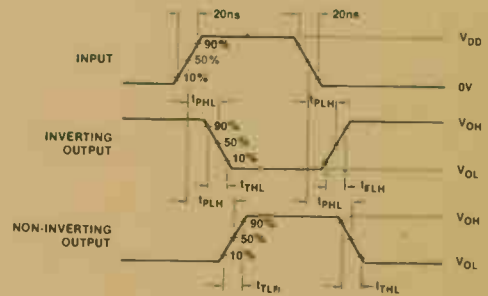 20ns 20ns
90% VDD
INPUT 50%
10% 0V
tPHL tPLH
90% VOH
INVERTING OUTPUT 50%
10% VOL
tTHL
tPLH tPHL
90% VOH
NON-INVERTING OUTPUT 50%
10% VOL
tTHL